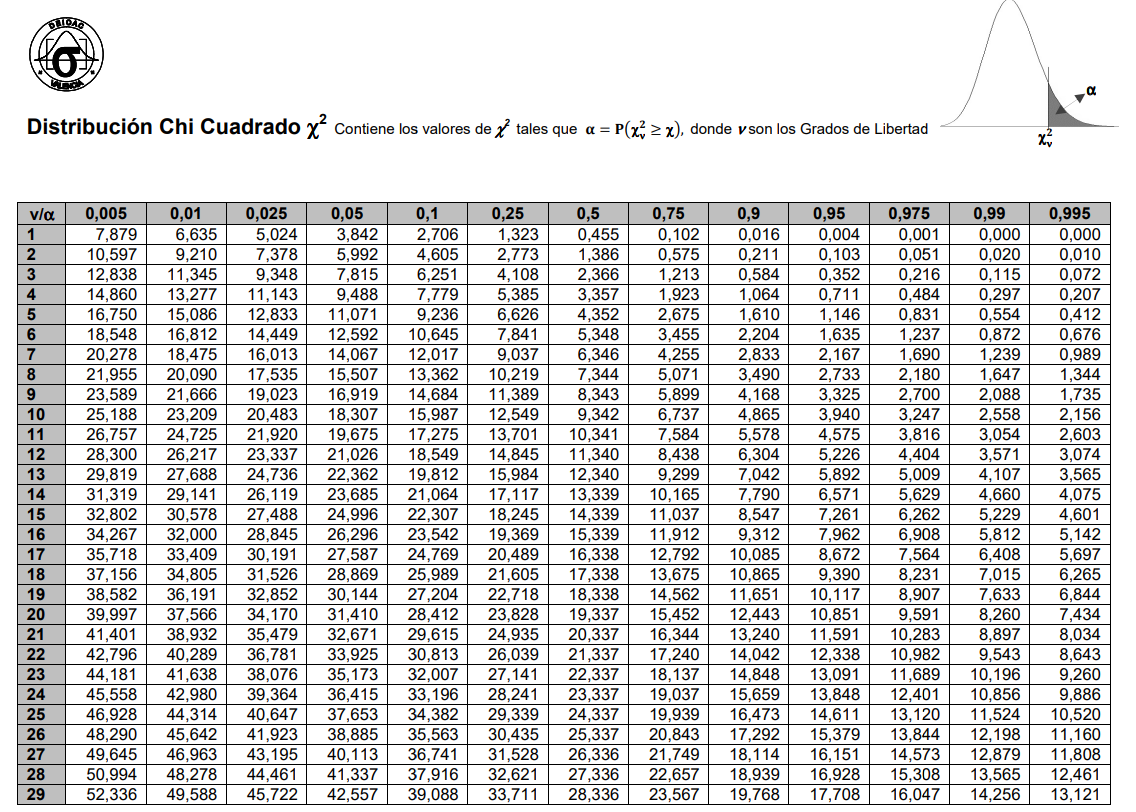 DEIOAC
σ
VALENCIA
α
Distribución Chi Cuadrado χ² Contiene los valores de χ² tales que α = P(χ²ᵥ ≥ χ), donde ν son los Grados de Libertad
χ²ᵥ
v/α 0,005 0,01 0,025 0,05 0,1 0,25 0,5 0,75 0,9 0,95 0,975 0,99 0,995
1 7,879 6,635 5,024 3,842 2,706 1,323 0,455 0,102 0,016 0,004 0,001 0,000 0,000
2 10,597 9,210 7,378 5,992 4,605 2,773 1,386 0,575 0,211 0,103 0,051 0,020 0,010
3 12,838 11,345 9,348 7,815 6,251 4,108 2,366 1,213 0,584 0,352 0,216 0,115 0,072
4 14,860 13,277 11,143 9,488 7,779 5,385 3,357 1,923 1,064 0,711 0,484 0,297 0,207
5 16,750 15,086 12,833 11,071 9,236 6,626 4,352 2,675 1,610 1,146 0,831 0,554 0,412
6 18,548 16,812 14,449 12,592 10,645 7,841 5,348 3,455 2,204 1,635 1,237 0,872 0,676
7 20,278 18,475 16,013 14,067 12,017 9,037 6,346 4,255 2,833 2,167 1,690 1,239 0,989
8 21,955 20,090 17,535 15,507 13,362 10,219 7,344 5,071 3,490 2,733 2,180 1,647 1,344
9 23,589 21,666 19,023 16,919 14,684 11,389 8,343 5,899 4,168 3,325 2,700 2,088 1,735
10 25,188 23,209 20,483 18,307 15,987 12,549 9,342 6,737 4,865 3,940 3,247 2,558 2,156
11 26,757 24,725 21,920 19,675 17,275 13,701 10,341 7,584 5,578 4,575 3,816 3,054 2,603
12 28,300 26,217 23,337 21,026 18,549 14,845 11,340 8,438 6,304 5,226 4,404 3,571 3,074
13 29,819 27,688 24,736 22,362 19,812 15,984 12,340 9,299 7,042 5,892 5,009 4,107 3,565
14 31,319 29,141 26,119 23,685 21,064 17,117 13,339 10,165 7,790 6,571 5,629 4,660 4,075
15 32,802 30,578 27,488 24,996 22,307 18,245 14,339 11,037 8,547 7,261 6,262 5,229 4,601
16 34,267 32,000 28,845 26,296 23,542 19,369 15,339 11,912 9,312 7,962 6,908 5,812 5,142
17 35,718 33,409 30,191 27,587 24,769 20,489 16,338 12,792 10,085 8,672 7,564 6,408 5,697
18 37,156 34,805 31,526 28,869 25,989 21,605 17,338 13,675 10,865 9,390 8,231 7,015 6,265
19 38,582 36,191 32,852 30,144 27,204 22,718 18,338 14,562 11,651 10,117 8,907 7,633 6,844
20 39,997 37,566 34,170 31,410 28,412 23,828 19,337 15,452 12,443 10,851 9,591 8,260 7,434
21 41,401 38,932 35,479 32,671 29,615 24,935 20,337 16,344 13,240 11,591 10,283 8,897 8,034
22 42,796 40,289 36,781 33,925 30,813 26,039 21,337 17,240 14,042 12,338 10,982 9,543 8,643
23 44,181 41,638 38,076 35,173 32,007 27,141 22,337 18,137 14,848 13,091 11,689 10,196 9,260
24 45,558 42,980 39,364 36,415 33,196 28,241 23,337 19,037 15,659 13,848 12,401 10,856 9,886
25 46,928 44,314 40,647 37,653 34,382 29,339 24,337 19,939 16,473 14,611 13,120 11,524 10,520
26 48,290 45,642 41,923 38,885 35,563 30,435 25,337 20,843 17,292 15,379 13,844 12,198 11,160
27 49,645 46,963 43,195 40,113 36,741 31,528 26,336 21,749 18,114 16,151 14,573 12,879 11,808
28 50,994 48,278 44,461 41,337 37,916 32,621 27,336 22,657 18,939 16,928 15,308 13,565 12,461
29 52,336 49,588 45,722 42,557 39,088 33,711 28,336 23,567 19,768 17,708 16,047 14,256 13,121